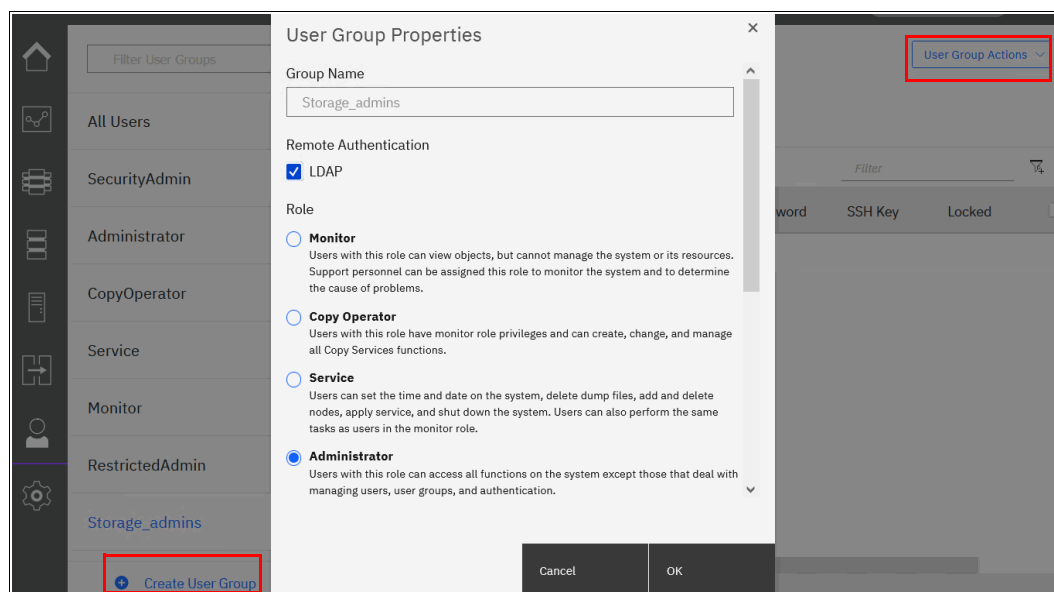 Filter User Groups
All Users
SecurityAdmin
Administrator
CopyOperator
Service
Monitor
RestrictedAdmin
Storage_admins
Create User Group
User Group Properties
Group Name
Storage_admins
Remote Authentication
LDAP
Role
Monitor
Users with this role can view objects, but cannot manage the system or its resources.
Support personnel can be assigned this role to monitor the system and to determine
the cause of problems.
Copy Operator
Users with this role have monitor role privileges and can create, change, and manage
all Copy Services functions.
Service
Users can set the time and date on the system, delete dump files, add and delete
nodes, apply service, and shut down the system. Users can also perform the same
tasks as users in the monitor role.
Administrator
Users with this role can access all functions on the system except those that deal with
managing users, user groups, and authentication.
Cancel
OK
User Group Actions
Filter
word
SSH Key
Locked